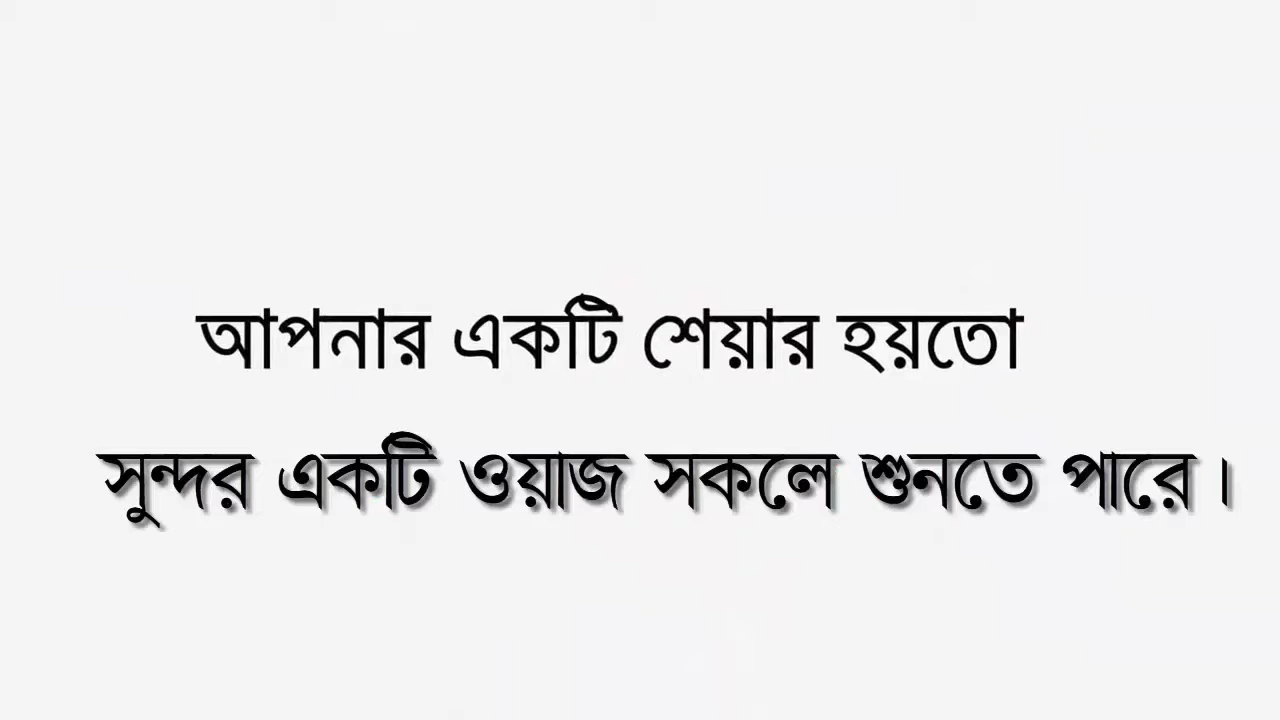 আপনার একটি শেয়ার হয়তো
সুন্দর একটি ওয়াজ সকলে শুনতে পারে।